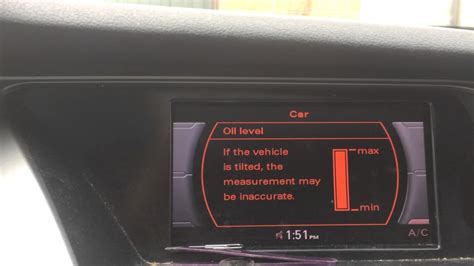 Car
Oil level
If the vehicle
is tilted, the
measurement may
be inaccurate.
max
min
1:51 PM
A/C